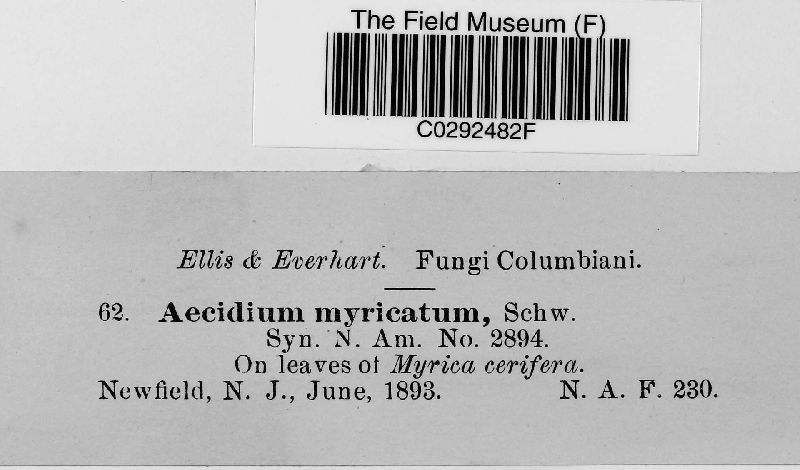 The Field Museum (F)
C0292482F
Ellis & Everhart. Fungi Columbiani.
62. Aecidium myricatum, Schw.
Syn. N. Am. No. 2894.
On leaves of Myrica cerifera.
Newfield, N. J., June, 1893. N. A. F. 230.